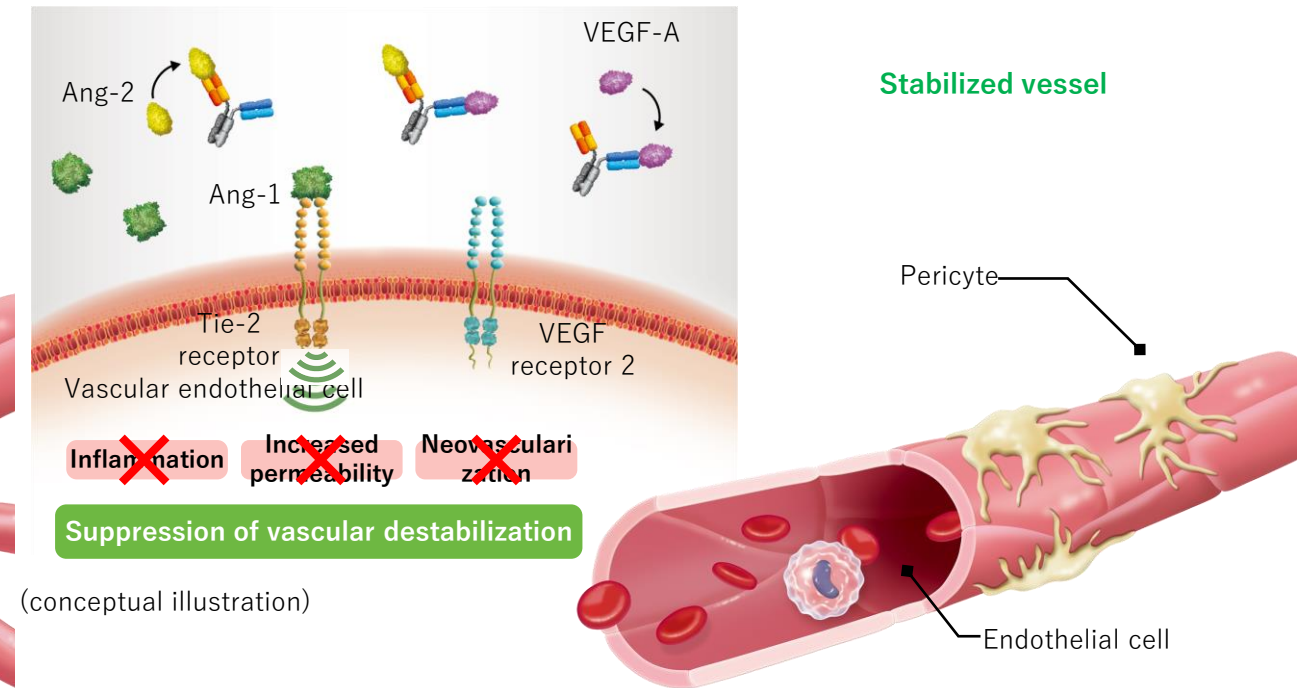 VEGF-A
Ang-2
Stabilized vessel
Ang-1
Pericyte
Tie-2
receptor
VEGF
receptor 2
Vascular endothelial cell
Inflammation
Increased
permeability
Neovasculari
zation
Suppression of vascular destabilization
(conceptual illustration)
Endothelial cell